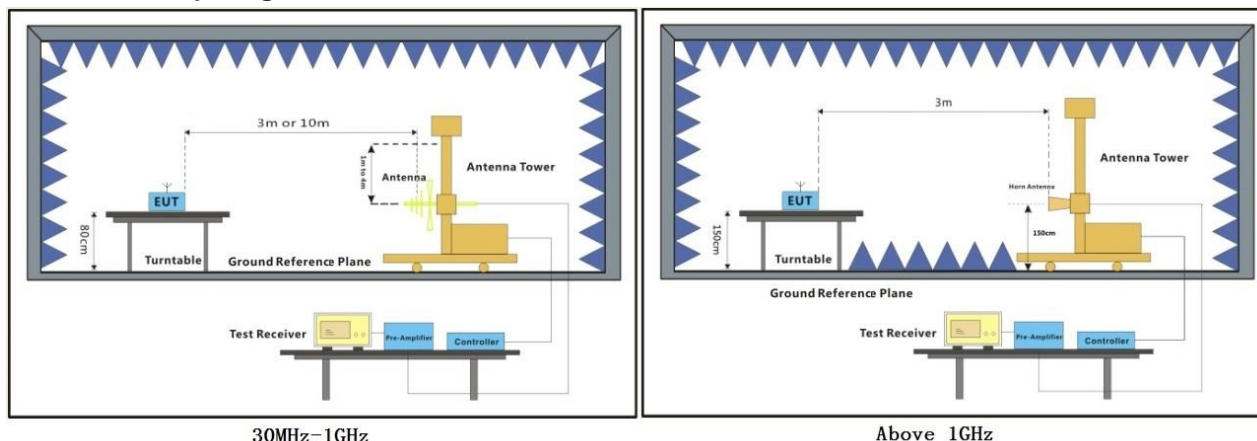 3m or 10m
1m to 4m
Antenna
Antenna Tower
EUT
80cm
Turntable
Ground Reference Plane
Test Receiver
Pre-Amplifier
Controller
30MHz-1GHz
3m
Antenna Tower
Horn Antenna
EUT
150cm
150cm
Turntable
Ground Reference Plane
Test Receiver
Pre-Amplifier
Controller
Above 1GHz